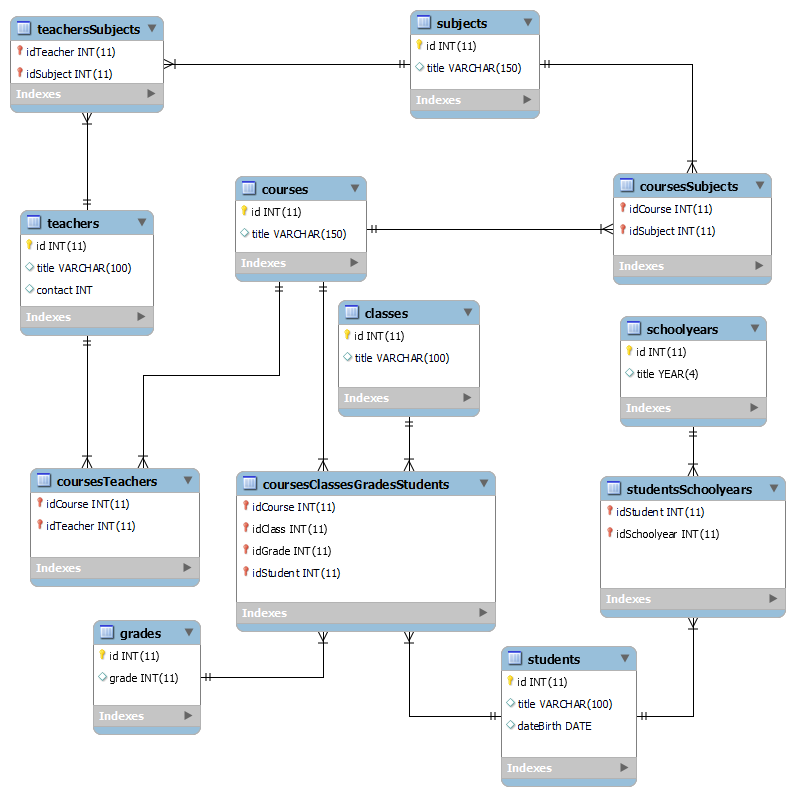 teachersSubjects
idTeacher INT(11)
idSubject INT(11)
Indexes
subjects
id INT(11)
title VARCHAR(150)
Indexes
courses
id INT(11)
title VARCHAR(150)
Indexes
coursesSubjects
idCourse INT(11)
idSubject INT(11)
Indexes
teachers
id INT(11)
title VARCHAR(100)
contact INT
Indexes
classes
id INT(11)
title VARCHAR(100)
Indexes
schoolyears
id INT(11)
title YEAR(4)
Indexes
coursesTeachers
idCourse INT(11)
idTeacher INT(11)
Indexes
coursesClassesGradesStudents
idCourse INT(11)
idClass INT(11)
idGrade INT(11)
idStudent INT(11)
Indexes
studentsSchoolyears
idStudent INT(11)
idSchoolyear INT(11)
Indexes
grades
id INT(11)
grade INT(11)
Indexes
students
id INT(11)
title VARCHAR(100)
dateBirth DATE
Indexes